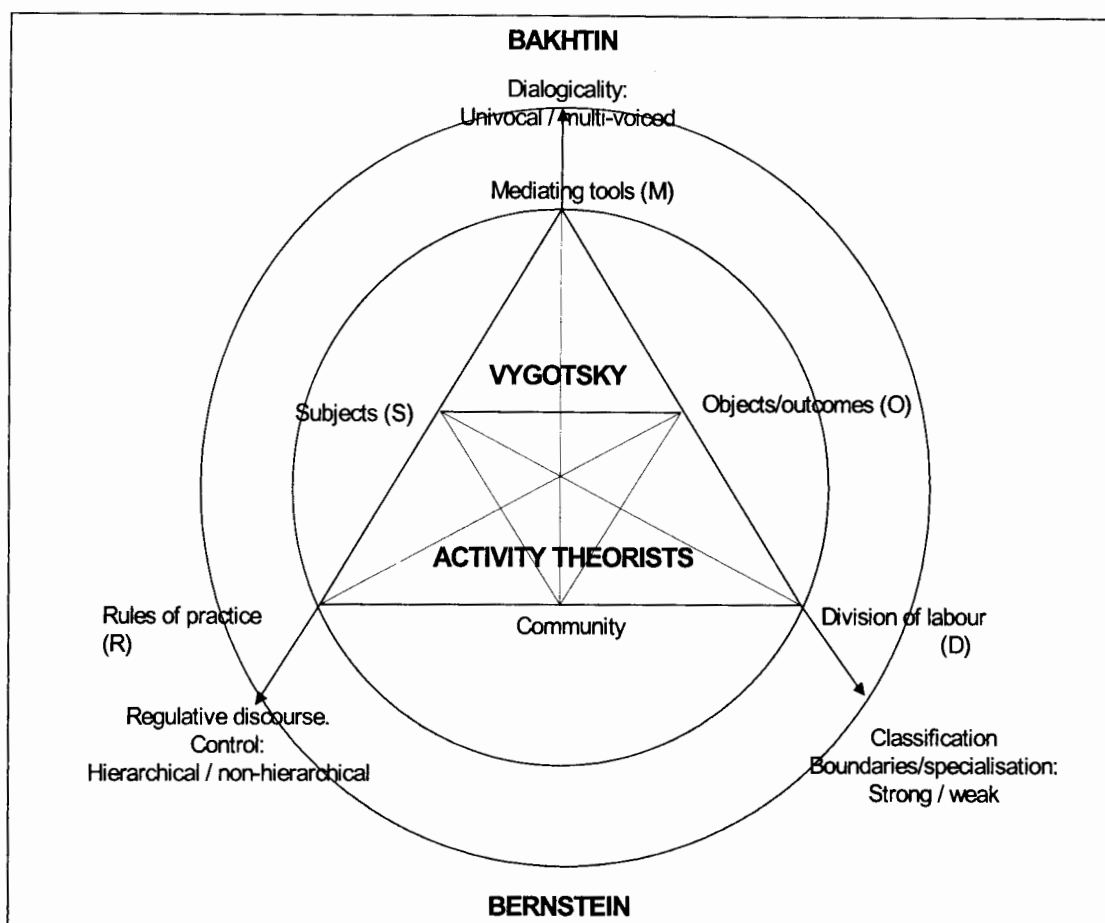 BAKHTIN
Dialogicality:
Univocal / multi-voiced
Mediating tools (M)
VYGOTSKY
Subjects (S)
Objects/outcomes (O)
ACTIVITY THEORISTS
Rules of practice
(R)
Community
Division of labour
(D)
Regulative discourse.
Control:
Hierarchical / non-hierarchical
Classification
Boundaries/specialisation:
Strong / weak
BERNSTEIN